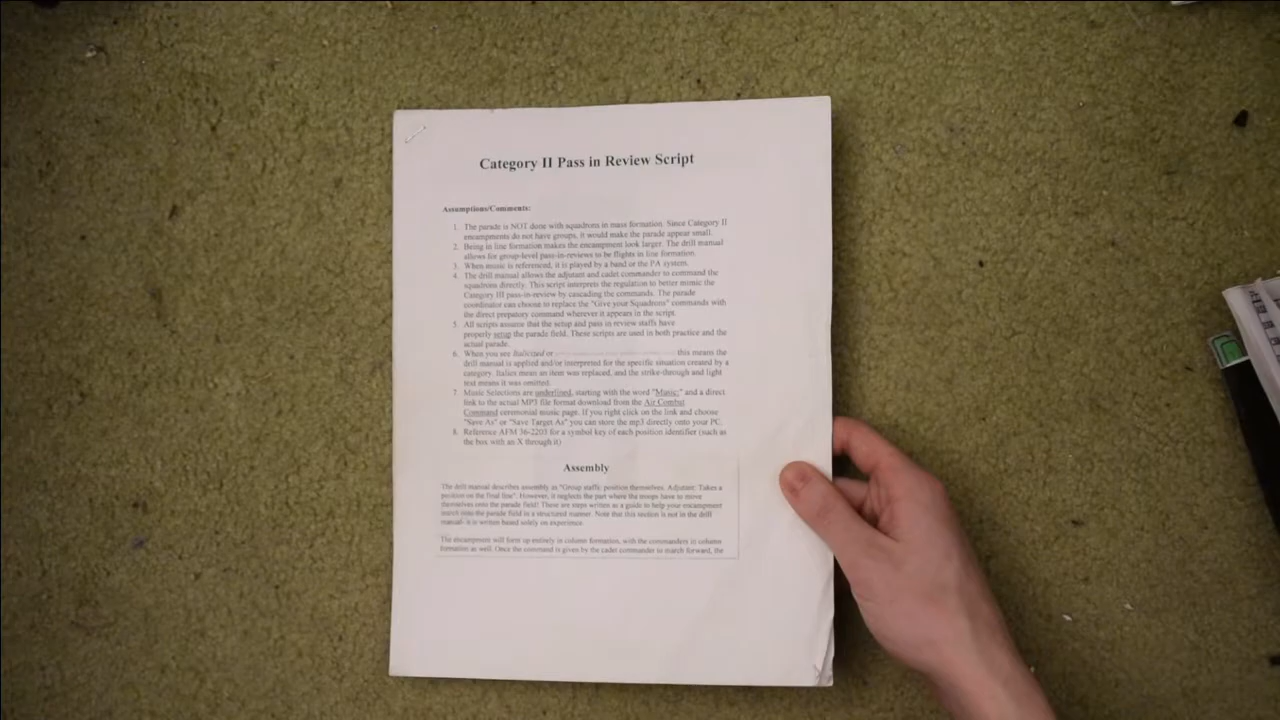 Category II Pass in Review Script
Assumptions/Comments:
1. The parade is NOT done with squadrons in mass formation. Since Category II
encampments do not have groups, it would make the parade appear small.
2. Being in line formation makes the encampment look larger. The drill manual
allows for group-level pass-in-reviews to be flights in line formation.
3. When music is referenced, it is played by a band or the PA system.
4. The drill manual allows the adjutant and cadet commander to command the
squadrons directly. This script interprets the regulation to better mimic the
Category III pass-in-review by cascading the commands. The parade
coordinator can choose to replace the "Give your Squadrons" commands with
the direct preparatory command wherever it appears in the script.
5. All scripts assume that the setup and pass in review staffs have
properly setup the parade field. These scripts are used in both practice and the
actual parade.
6. When you see italicized or this means the
drill manual is applied and/or interpreted for the specific situation created by a
category. Italics mean an item was replaced, and the strike-through and light
text means it was omitted.
7. Music Selections are underlined, starting with the word "Music:" and a direct
link to the actual MP3 file format download from the Air Combat
Command ceremonial music page. If you right click on the link and choose
"Save As" or "Save Target As" you can store the mp3 directly onto your PC.
8. Reference AFM 36-2203 for a symbol key of each position identifier (such as
the box with an X through it)
Assembly
The drill manual describes assembly as "Group staffs: position themselves. Adjutant: Takes a
position on the final line". However, it neglects the part where the troops have to move
themselves onto the parade field! These are steps written as a guide to help your encampment
march onto the parade field in a structured manner. Note that this section is not in the drill
manual- it is written based solely on experience.
The encampment will form up entirely in column formation, with the commanders in column
formation as well. Once the command is given by the cadet commander to march forward, the